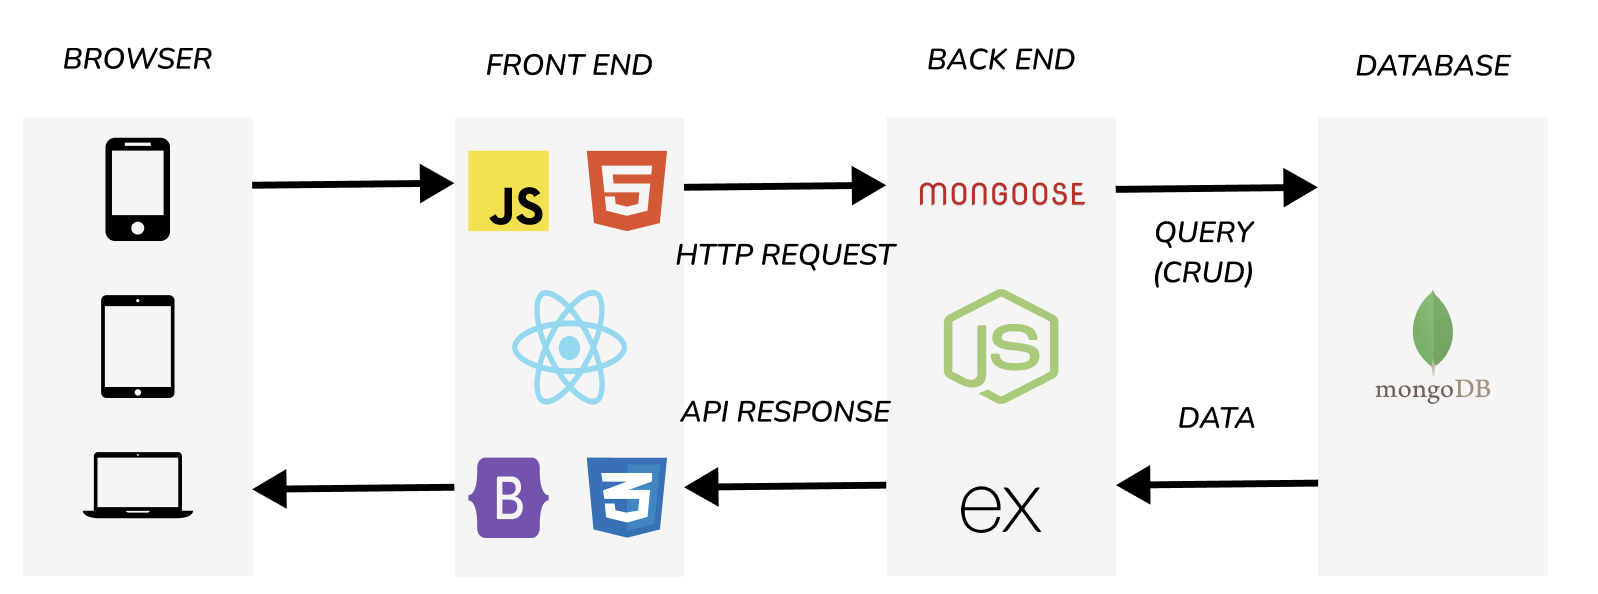 BROWSER
FRONT END
BACK END
DATABASE
JS
5
MONGOOSE
HTTP REQUEST
QUERY
(CRUD)
JS
mongoDB
API RESPONSE
DATA
B
3
ex